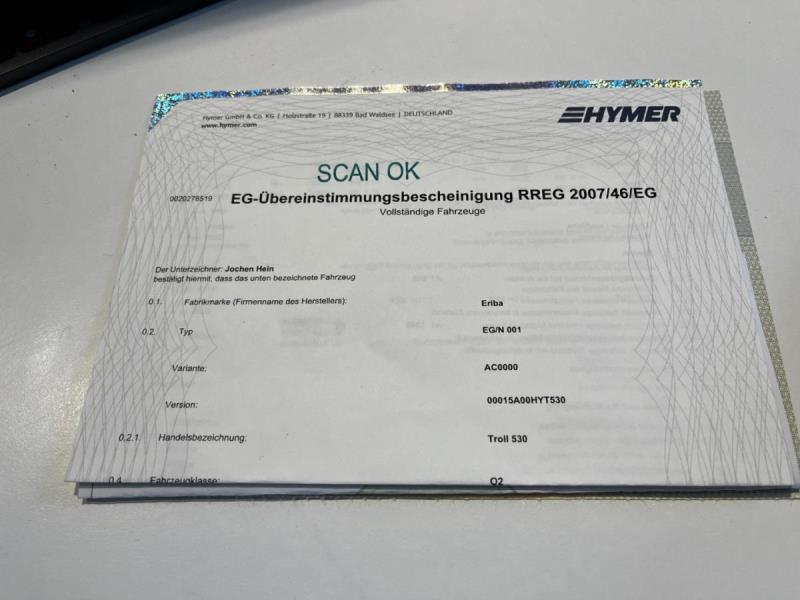 Hymer GmbH & Co. KG | Holzstraße 19 | 88339 Bad Waldsee | DEUTSCHLAND
www.hymer.com
HYMER
SCAN OK
0020278519
EG-Übereinstimmungsbescheinigung RREG 2007/46/EG
Vollständige Fahrzeuge
Der Unterzeichner: Jochen Hein
bestätigt hiermit, dass das unten bezeichnete Fahrzeug
0.1. Fabrikmarke (Firmenname des Herstellers): Eriba
0.2. Typ EG/N 001
Variante: AC0000
Version: 00015A00HYT530
0.2.1. Handelsbezeichnung: Troll 530
0.4. Fahrzeugklasse: O2